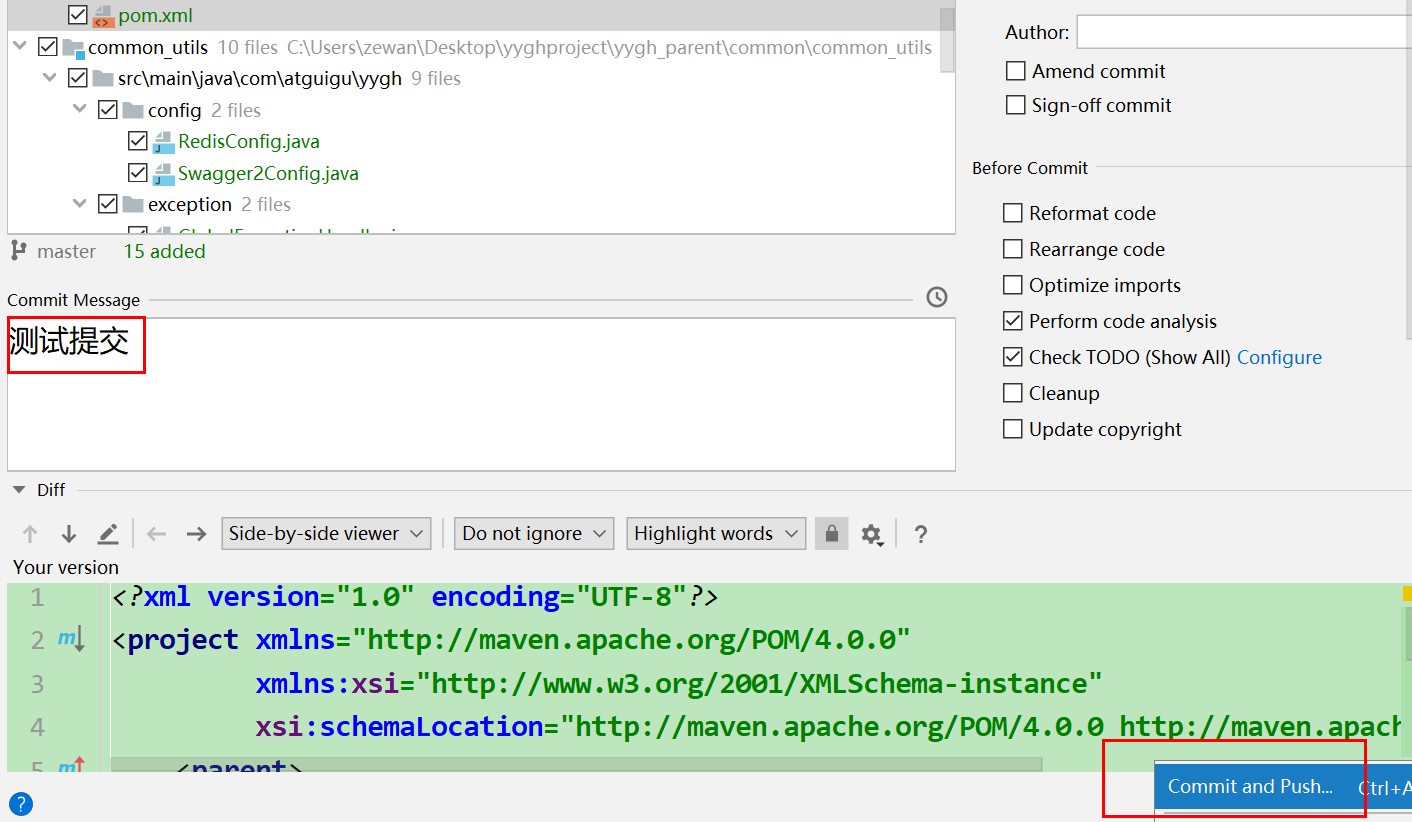 pom.xml
common_utils 10 files C:\Users\zewan\Desktop\yyghproject\yygh_parent\common\common_utils
src\main\java\com\atguigu\yygh 9 files
config 2 files
RedisConfig.java
Swagger2Config.java
exception 2 files
master 15 added
Commit Message
测试提交
Author:
Amend commit
Sign-off commit
Before Commit
Reformat code
Rearrange code
Optimize imports
Perform code analysis
Check TODO (Show All) Configure
Cleanup
Update copyright
Diff
Side-by-side viewer Do not ignore Highlight words ?
Your version
1 <?xml version="1.0" encoding="UTF-8"?>
2 <project xmlns="http://maven.apache.org/POM/4.0.0"
3 xmlns:xsi="http://www.w3.org/2001/XMLSchema-instance"
4 xsi:schemaLocation="http://maven.apache.org/POM/4.0.0 http://maven.apach
5 <parent>
Commit and Push... Ctrl+A
?